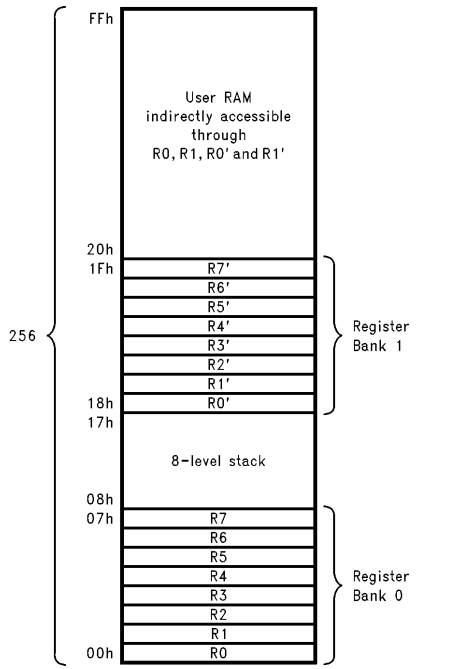 FFh
User RAM
indirectly accessible
through
R0, R1, R0' and R1'
20h
1Fh
R7'
R6'
R5'
R4'
R3'
R2'
R1'
R0'
Register
Bank 1
256
18h
17h
8-level stack
08h
07h
R7
R6
R5
R4
R3
R2
R1
R0
Register
Bank 0
00h